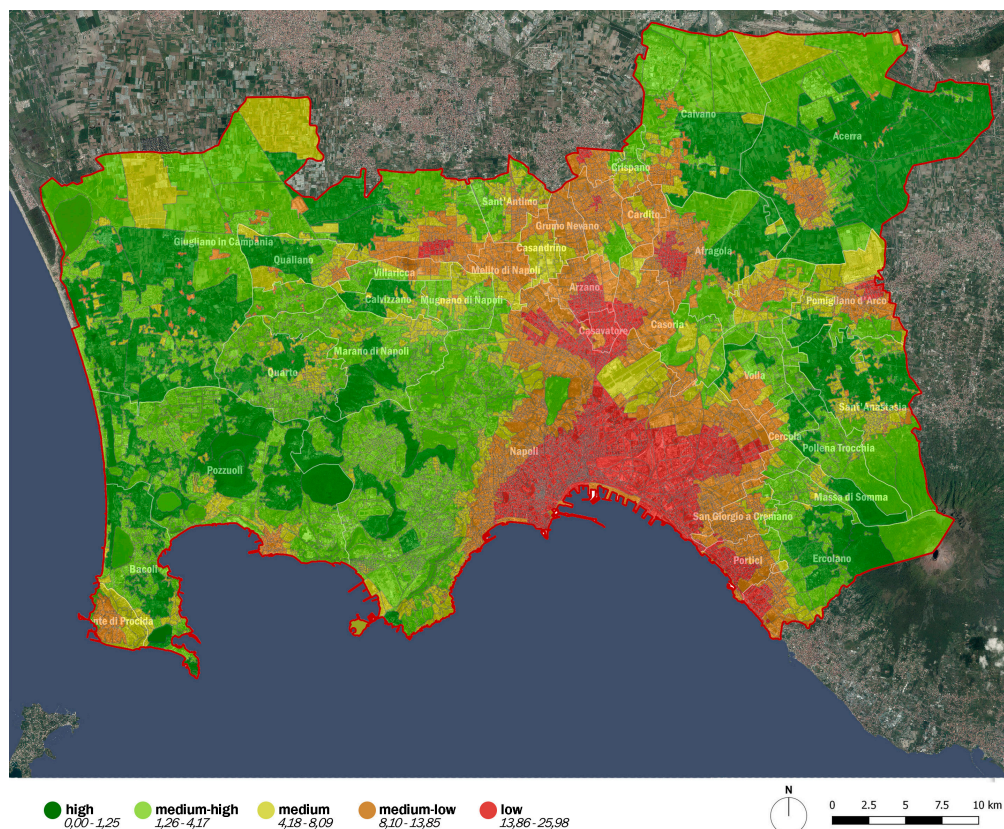 Caivano
Acerra
Crispano
Sant'Antimo
Cardito
Grumo Nevano
Giugliano in Campania
Casandrino
Afragola
Qualiano
Villaricca
Melito di Napoli
Arzano
Calvizzano
Mugnano di Napoli
Pomigliano d'Arco
Casavatore
Casoria
Marano di Napoli
Quarto
Volla
Sant'Anastasia
Cercola
Pollena Trocchia
Napoli
Pozzuoli
Massa di Somma
San Giorgio a Cremano
Portici
Ercolano
Bacoli
nte di Procida
N
high
0,00 - 1,25
medium-high
1,26 - 4,17
medium
4,18 - 8,09
medium-low
8,10 - 13,85
low
13,86 - 25,98
0 2.5 5 7.5 10 km